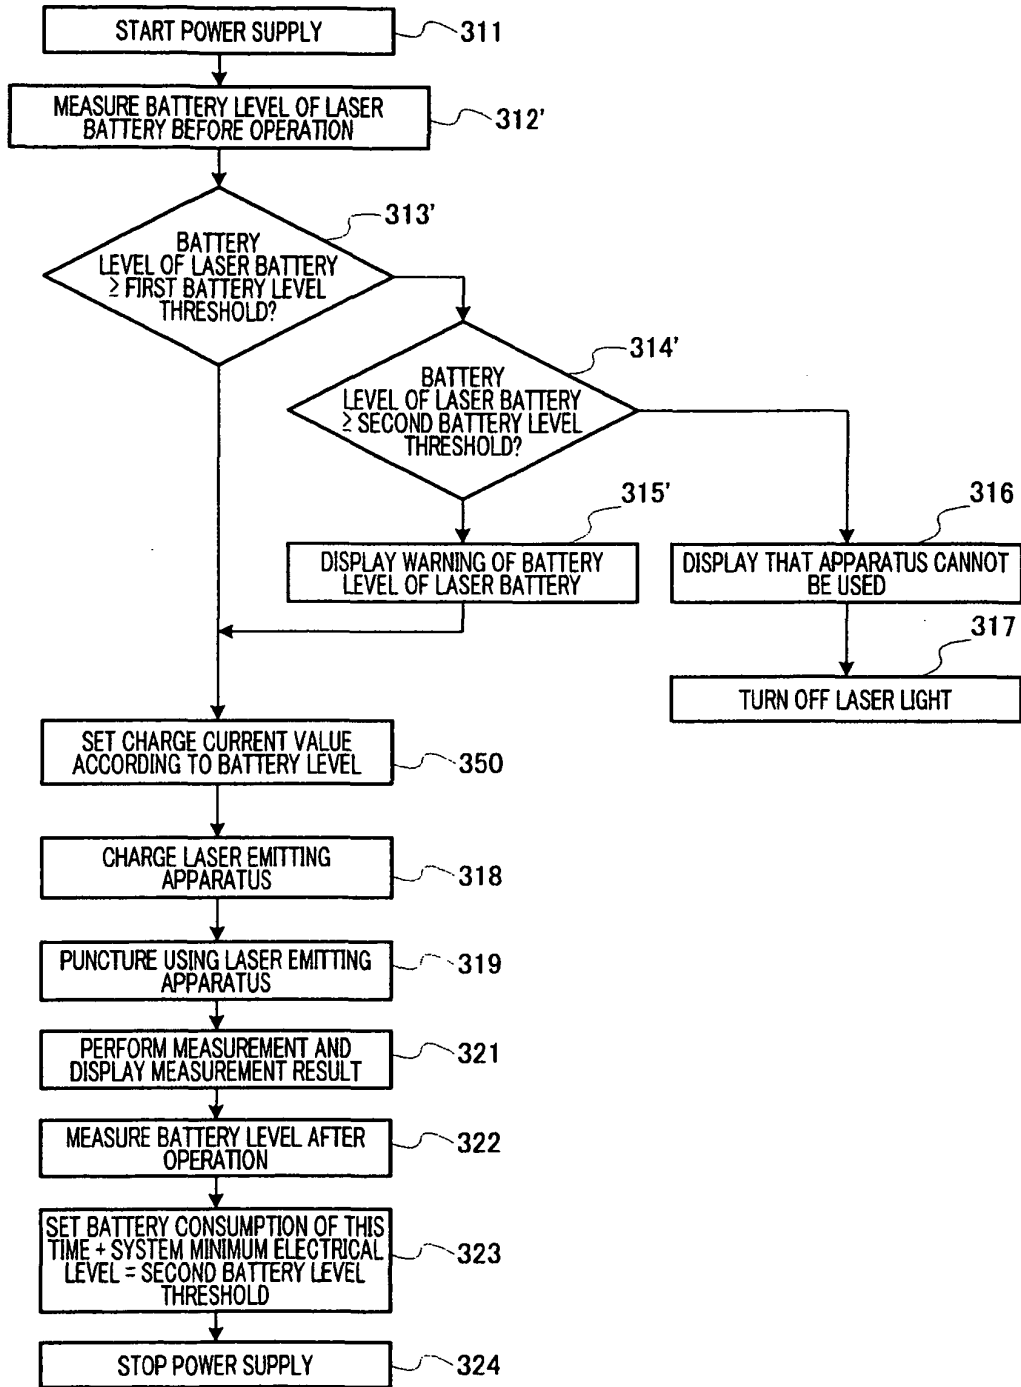 START POWER SUPPLY
311
MEASURE BATTERY LEVEL OF LASER
BATTERY BEFORE OPERATION
312'
313'
BATTERY
LEVEL OF LASER BATTERY
≥ FIRST BATTERY LEVEL
THRESHOLD?
314'
BATTERY
LEVEL OF LASER BATTERY
≥ SECOND BATTERY LEVEL
THRESHOLD?
315'
DISPLAY WARNING OF BATTERY
LEVEL OF LASER BATTERY
316
DISPLAY THAT APPARATUS CANNOT
BE USED
317
TURN OFF LASER LIGHT
SET CHARGE CURRENT VALUE
ACCORDING TO BATTERY LEVEL
350
CHARGE LASER EMITTING
APPARATUS
318
PUNCTURE USING LASER EMITTING
APPARATUS
319
PERFORM MEASUREMENT AND
DISPLAY MEASUREMENT RESULT
321
MEASURE BATTERY LEVEL AFTER
OPERATION
322
SET BATTERY CONSUMPTION OF THIS
TIME + SYSTEM MINIMUM ELECTRICAL
LEVEL = SECOND BATTERY LEVEL
THRESHOLD
323
STOP POWER SUPPLY
324